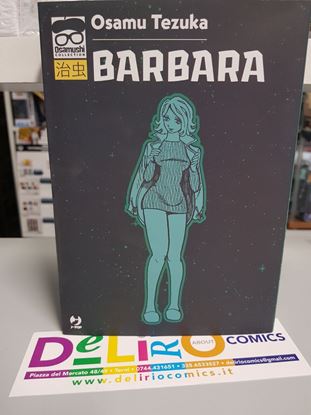 Osamu Tezuka
Osamushi
COLLECTION
治虫
BARBARA
DeLiRiO
ABOUT
COMICS
Piazza del Mercato 48/49 - Terni
0744.431651
deliriocomics@gmail.com
www.deliriocomics.it